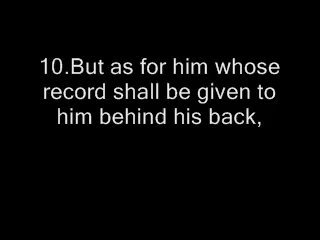 10.But as for him whose
record shall be given to
him behind his back,